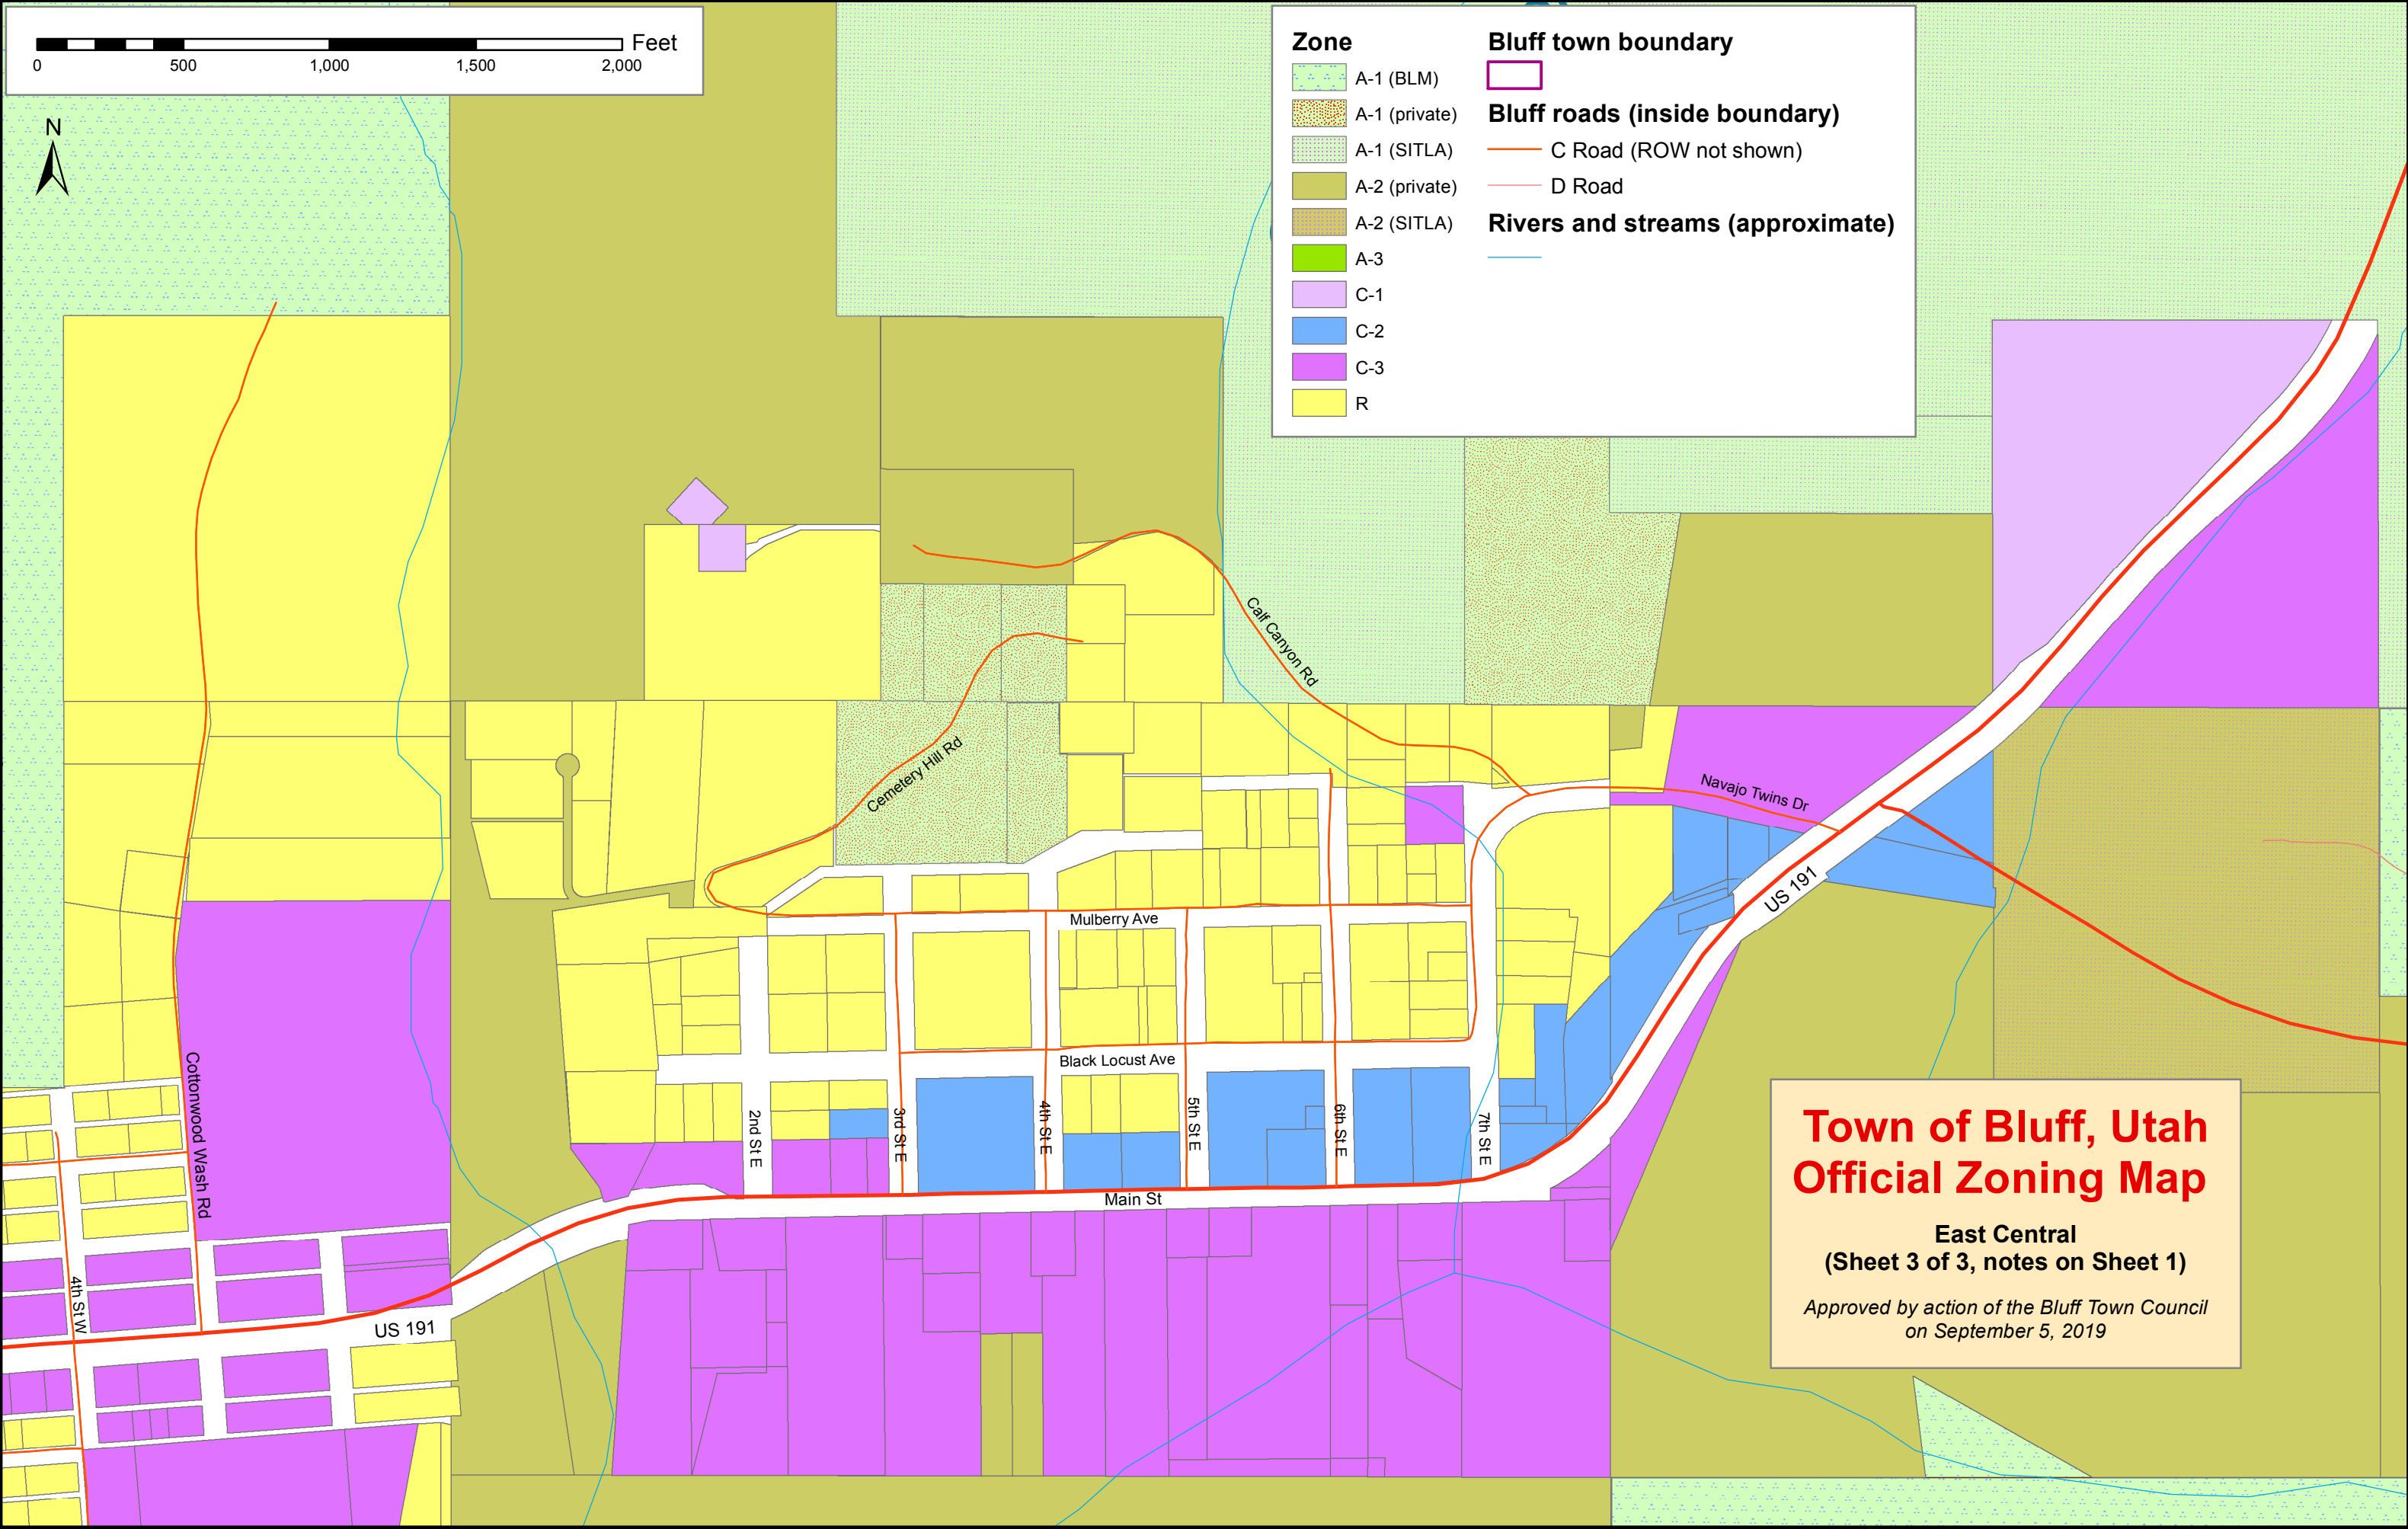 Feet
0 500 1,000 1,500 2,000
N
Zone
A-1 (BLM)
A-1 (private)
A-1 (SITLA)
A-2 (private)
A-2 (SITLA)
A-3
C-1
C-2
C-3
R
Bluff town boundary
Bluff roads (inside boundary)
C Road (ROW not shown)
D Road
Rivers and streams (approximate)
Calf Canyon Rd
Cemetery Hill Rd
Navajo Twins Dr
US 191
Mulberry Ave
Black Locust Ave
Cottonwood Wash Rd
2nd St E
3rd St E
4th St E
5th St E
6th St E
7th St E
Main St
4th St W
US 191
Town of Bluff, Utah
Official Zoning Map
East Central
(Sheet 3 of 3, notes on Sheet 1)
Approved by action of the Bluff Town Council
on September 5, 2019